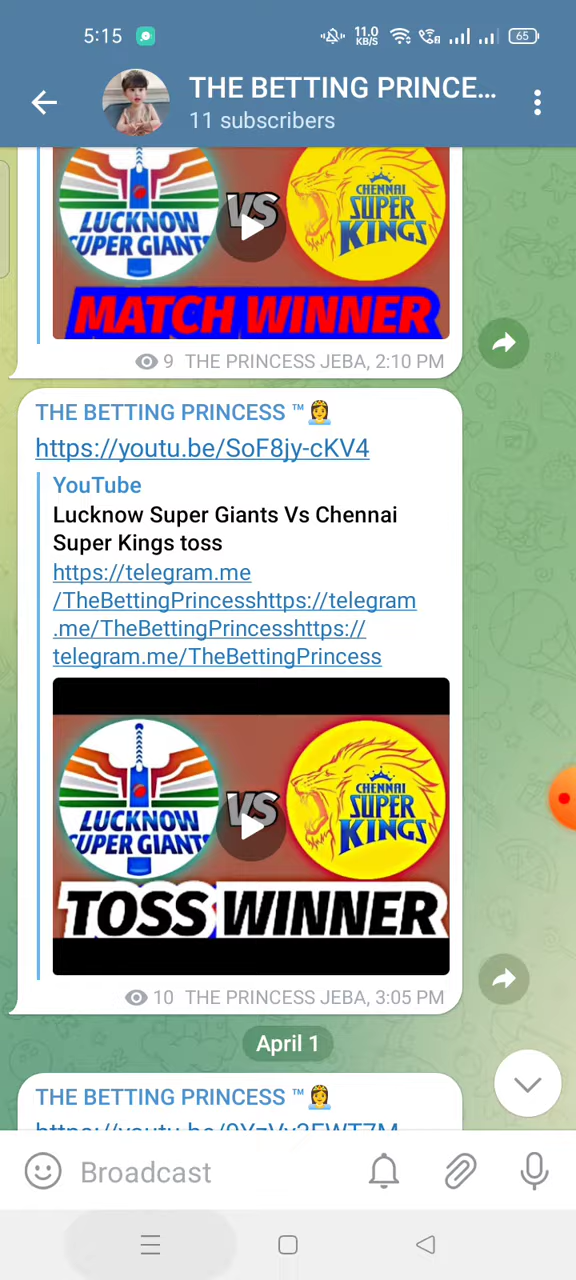 5:15
11.0
KB/S
65
THE BETTING PRINCE...
11 subscribers
LUCKNOW
SUPER GIANTS
VS
CHENNAI
SUPER
KINGS
MATCH WINNER
9 THE PRINCESS JEBA, 2:10 PM
THE BETTING PRINCESS ™👸
https://youtu.be/SoF8jy-cKV4
YouTube
Lucknow Super Giants Vs Chennai
Super Kings toss
https://telegram.me
/TheBettingPrincesshttps://telegram
.me/TheBettingPrincesshttps://
telegram.me/TheBettingPrincess
LUCKNOW
SUPER GIANTS
VS
CHENNAI
SUPER
KINGS
TOSS WINNER
10 THE PRINCESS JEBA, 3:05 PM
April 1
THE BETTING PRINCESS ™👸
Broadcast